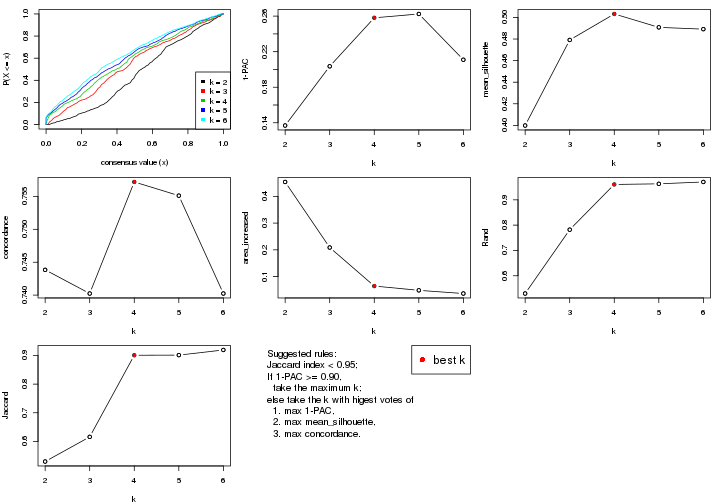 P(X <= x)
1.0
0.8
0.6
0.4
0.2
0.0
k = 2
k = 3
k = 4
k = 5
k = 6
0.0 0.2 0.4 0.6 0.8 1.0
consensus value (x)
1-PAC
0.26
0.22
0.18
0.14
2 3 4 5 6
k
mean_silhouette
0.50
0.48
0.46
0.44
0.42
0.40
2 3 4 5 6
k
concordance
0.755
0.750
0.745
0.740
2 3 4 5 6
k
area_increased
0.4
0.3
0.2
0.1
2 3 4 5 6
k
Rand
0.9
0.8
0.7
0.6
2 3 4 5 6
k
Jaccard
0.9
0.8
0.7
0.6
2 3 4 5 6
k
Suggested rules:
Jaccard index < 0.95;
If 1-PAC >= 0.90,
take the maximum k;
else take the k with higest votes of
1. max 1-PAC,
2. max mean_silhouette,
3. max concordance.
best k